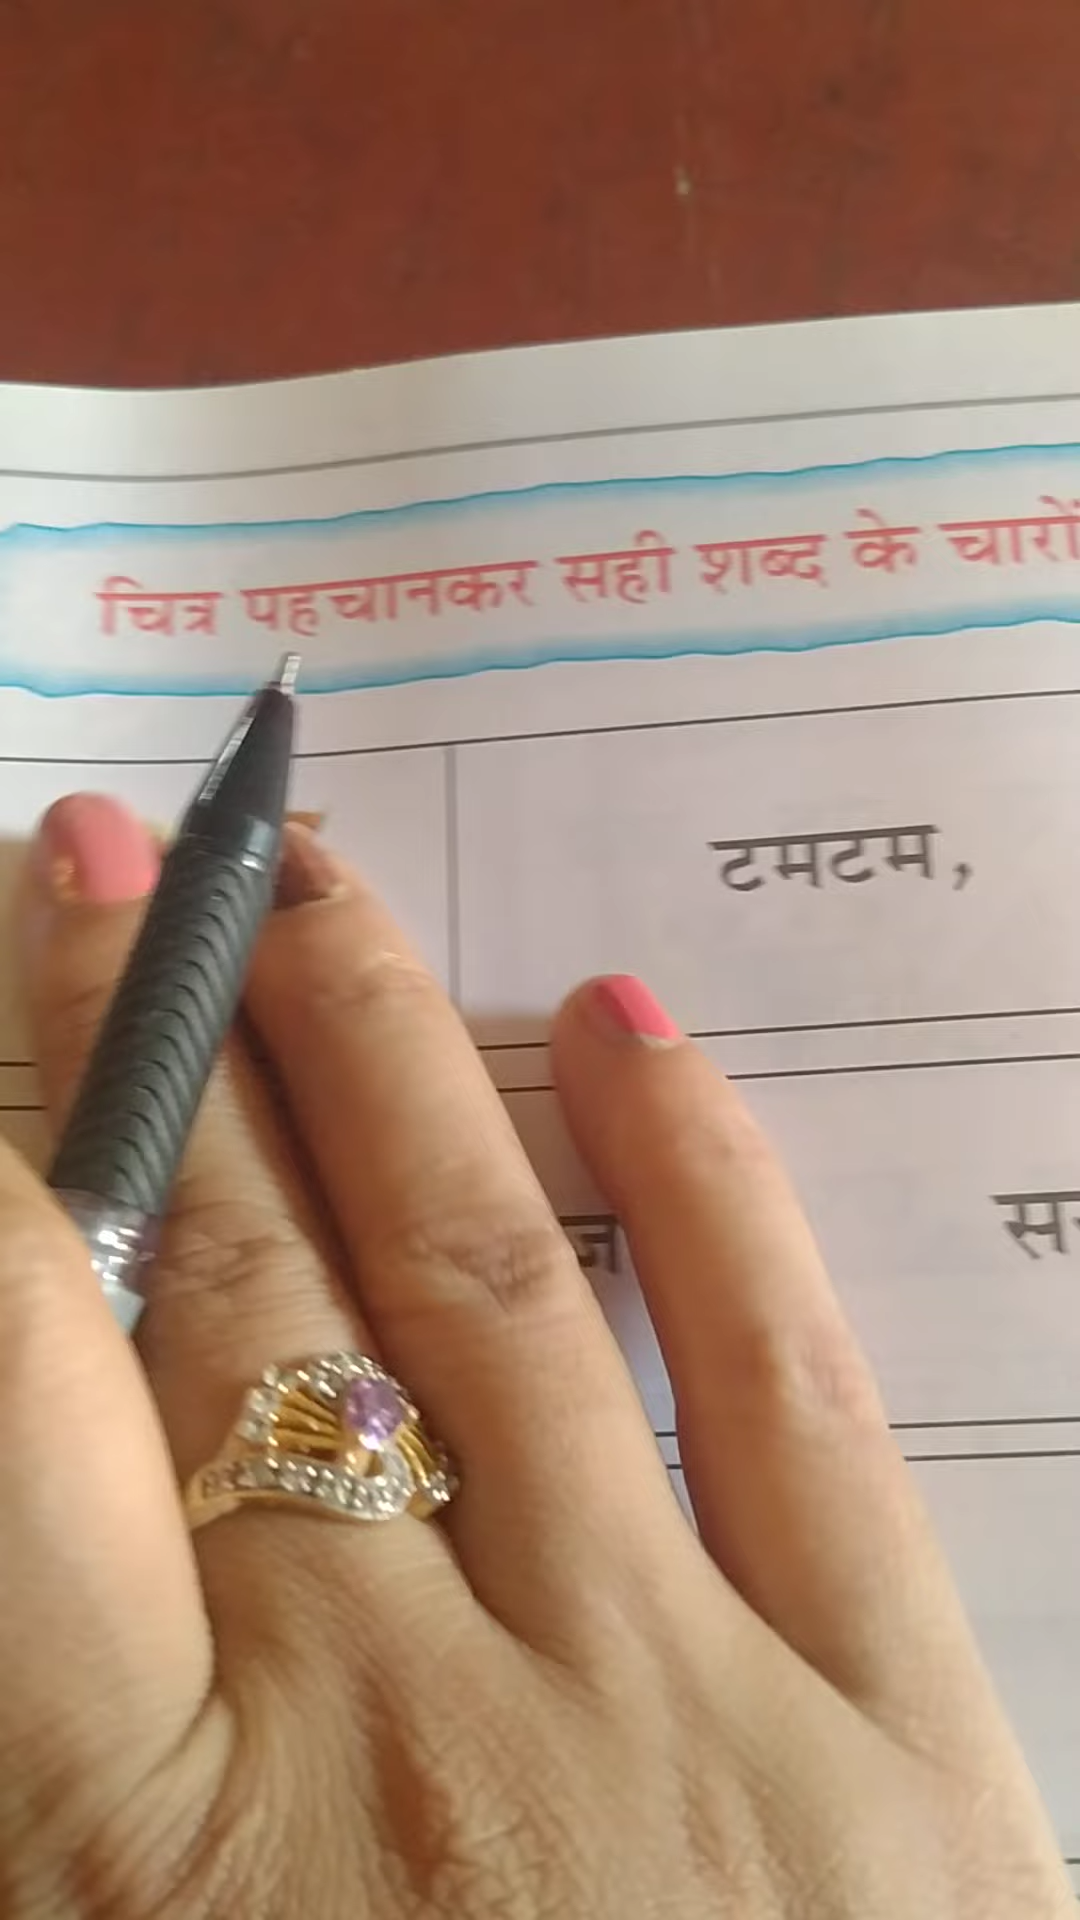 चित्र पहचानकर सही शब्द के चारों
टमटम,